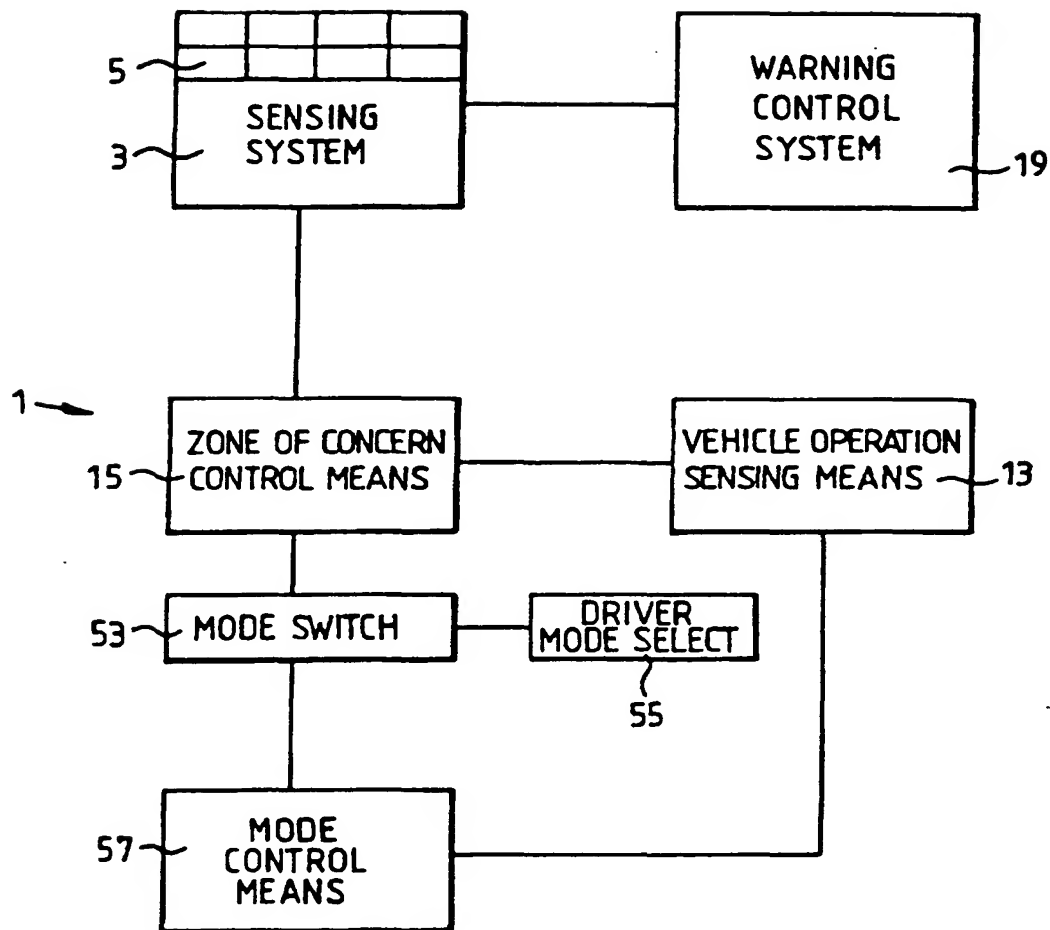 5
SENSING
SYSTEM
3
WARNING
CONTROL
SYSTEM
19
1
ZONE OF CONCERN
CONTROL MEANS
15
VEHICLE OPERATION
SENSING MEANS
13
MODE SWITCH
53
DRIVER
MODE SELECT
55
MODE
CONTROL
MEANS
57